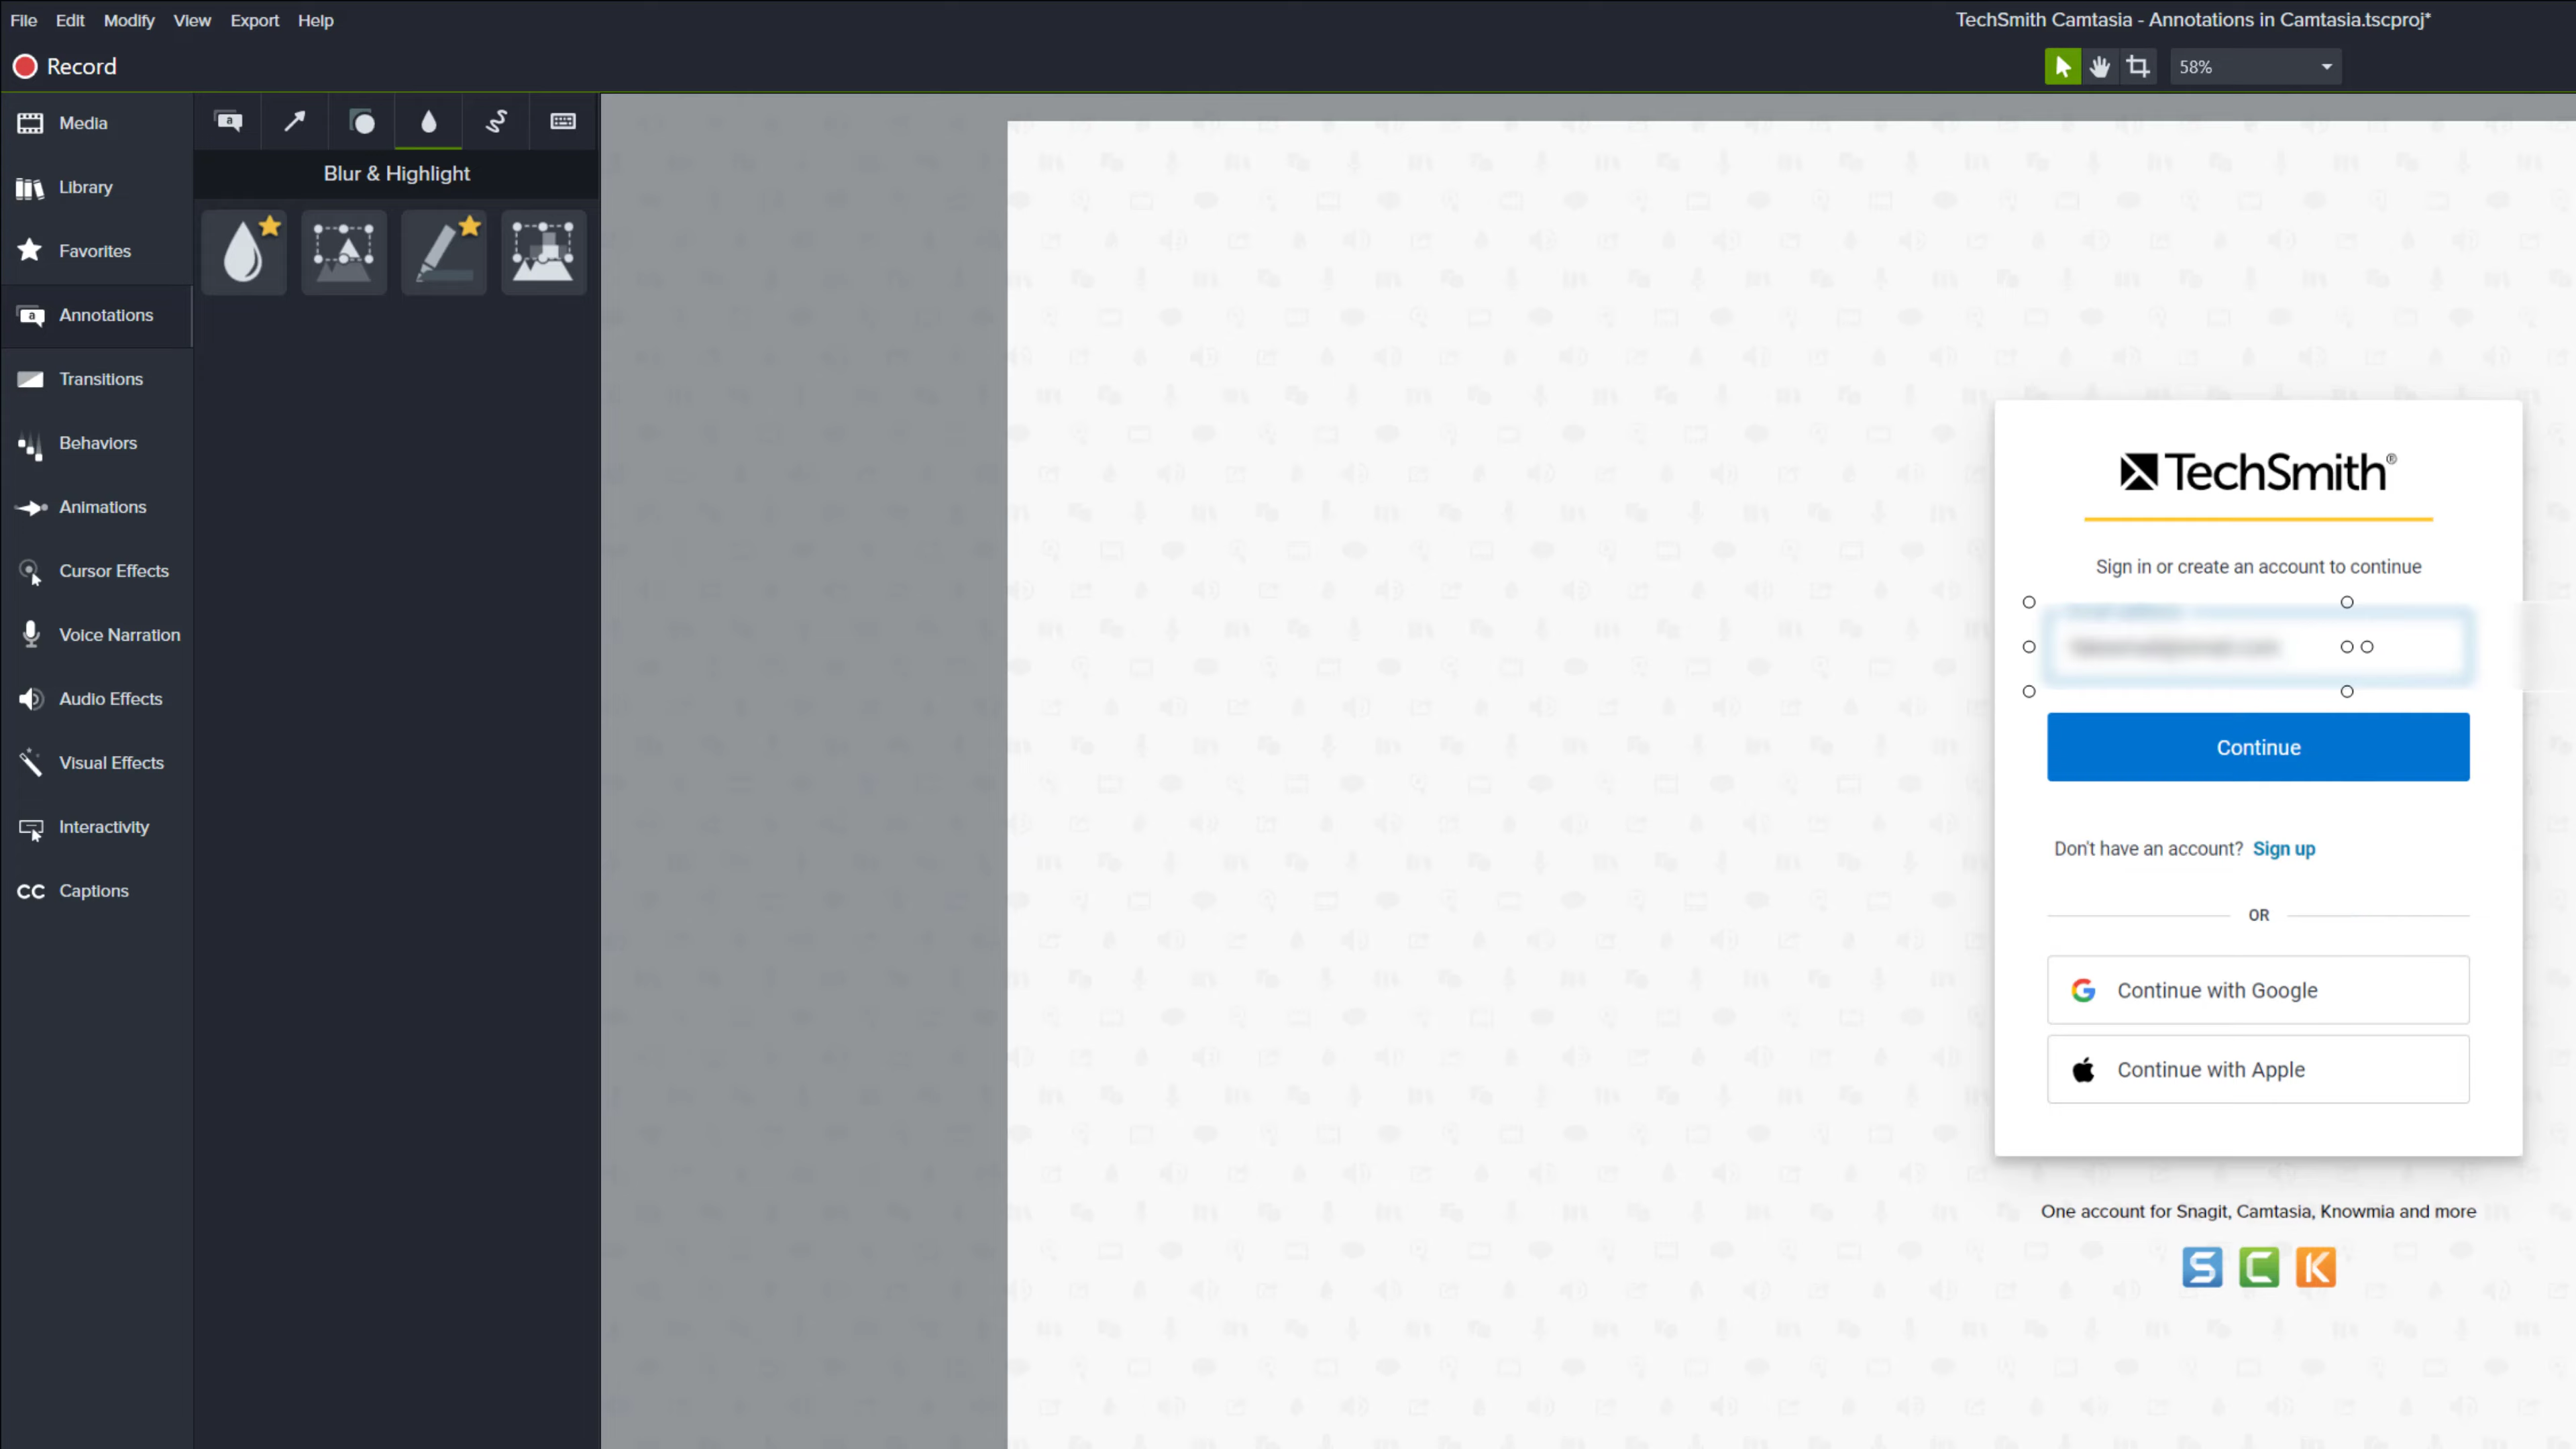 File Edit Modify View Export Help
TechSmith Camtasia - Annotations in Camtasia.tscproj*
Record
58%
Media
Library
Favorites
Annotations
Transitions
Behaviors
Animations
Cursor Effects
Voice Narration
Audio Effects
Visual Effects
Interactivity
CC Captions
a
a
Blur & Highlight
TechSmith®
Sign in or create an account to continue
Continue
Don't have an account? Sign up
OR
G Continue with Google
Continue with Apple
One account for Snagit, Camtasia, Knowmia and more
S C K